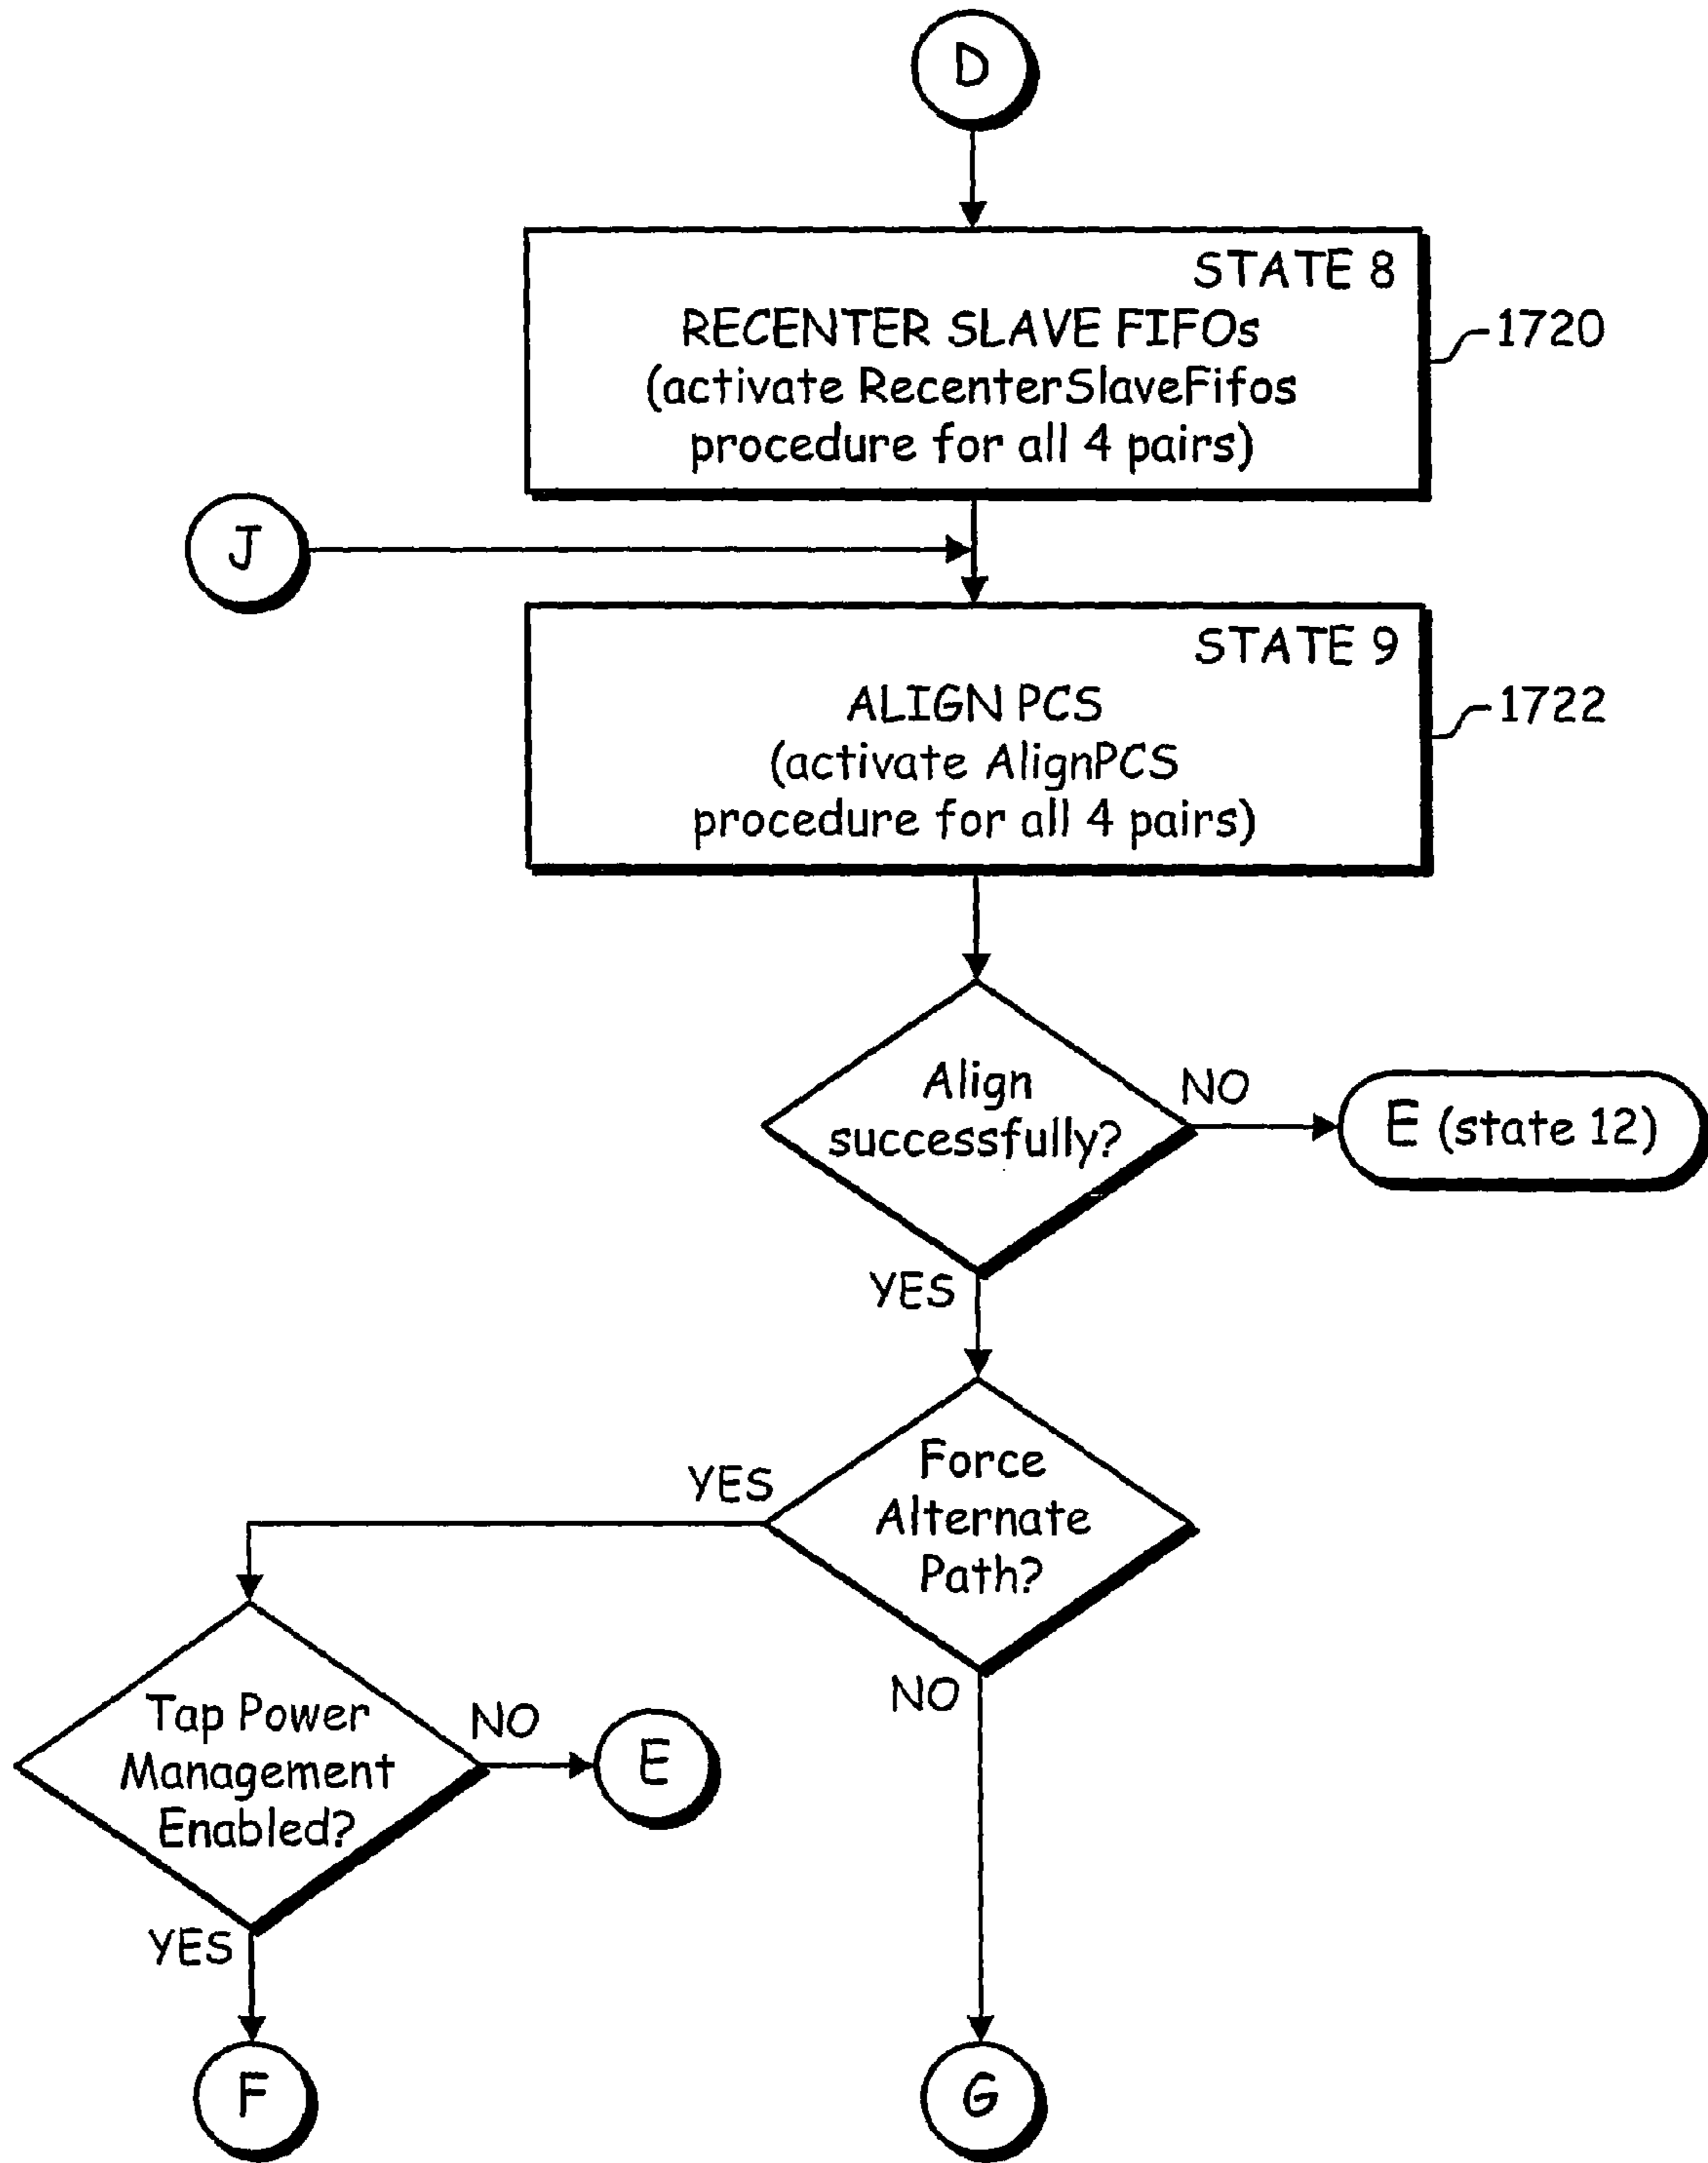 D
STATE 8
RECENTER SLAVE FIFOs
(activate RecenterSlaveFifos
procedure for all 4 pairs)
1720
J
STATE 9
ALIGN PCS
(activate AlignPCS
procedure for all 4 pairs)
1722
Align
successfully?
NO
E (state 12)
YES
Force
Alternate
Path?
YES
NO
Tap Power
Management
Enabled?
NO
E
YES
F
G